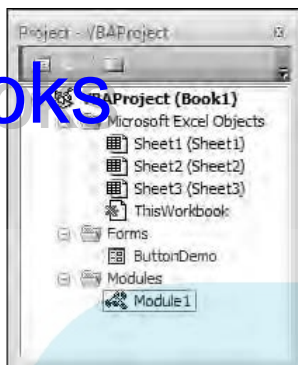 Project - VBAProject
oks
VBAProject (Book1)
Microsoft Excel Objects
Sheet1 (Sheet1)
Sheet2 (Sheet2)
Sheet3 (Sheet3)
ThisWorkbook
Forms
ButtonDemo
Modules
Module1